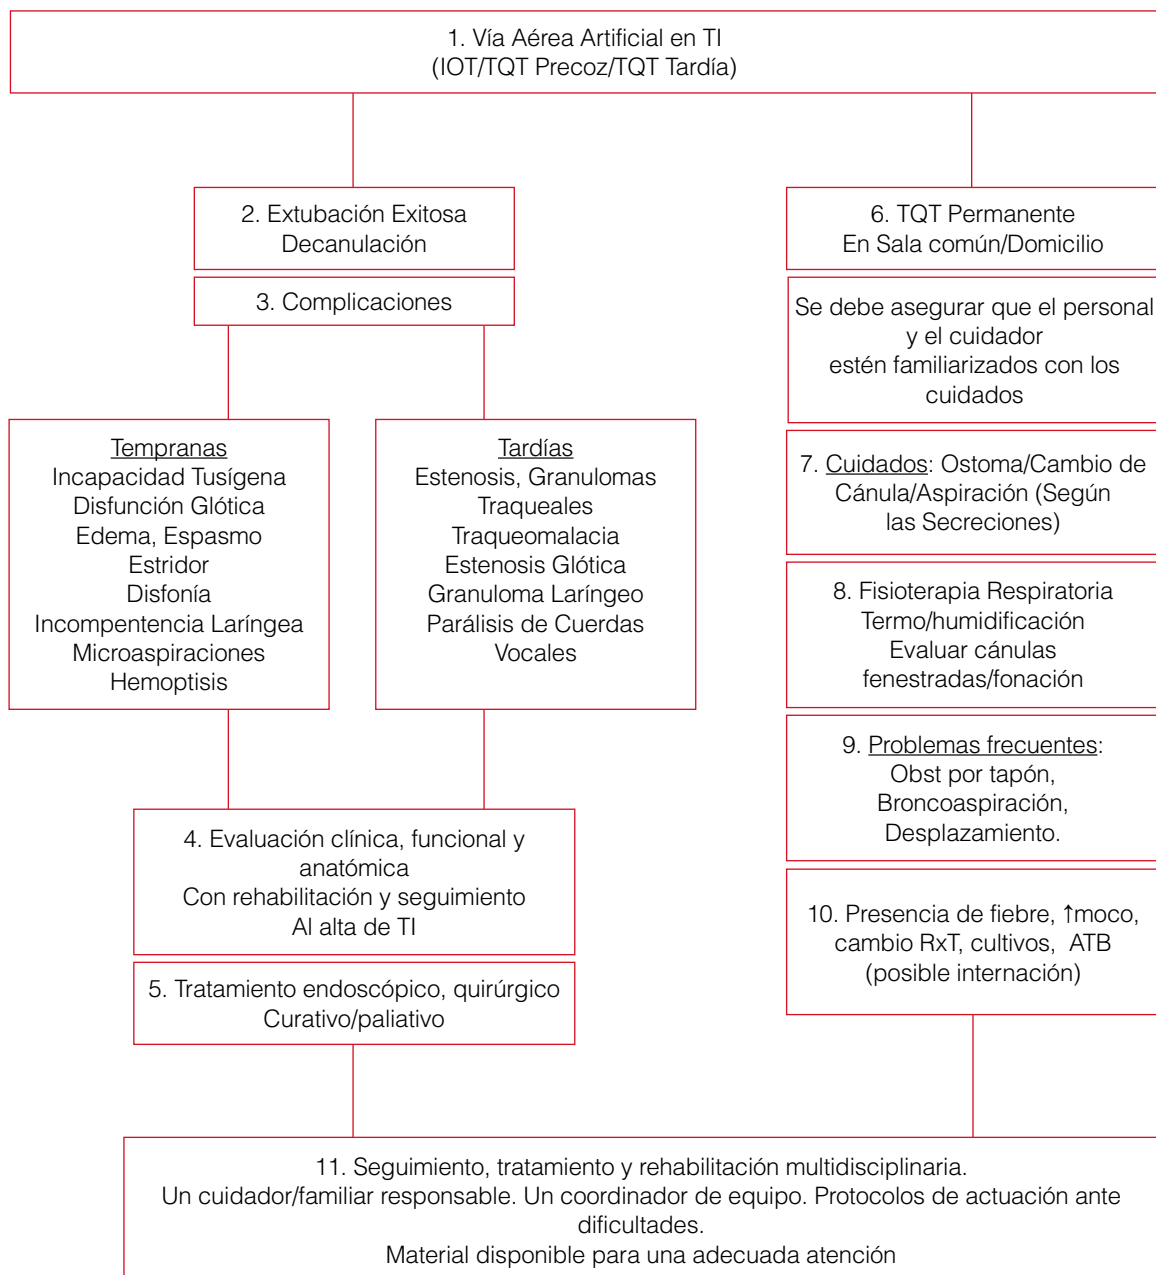 1. Vía Aérea Artificial en TI
(IOT/TQT Precoz/TQT Tardía)
2. Extubación Exitosa
Decanulación
3. Complicaciones
Tempranas
Incapacidad Tusígena
Disfunción Glótica
Edema, Espasmo
Estridor
Disfonía
Incompentencia Laríngea
Microaspiraciones
Hemoptisis
Tardías
Estenosis, Granulomas
Traqueales
Traqueomalacia
Estenosis Glótica
Granuloma Laríngeo
Parálisis de Cuerdas
Vocales
4. Evaluación clínica, funcional y
anatómica
Con rehabilitación y seguimiento
Al alta de TI
5. Tratamiento endoscópico, quirúrgico
Curativo/paliativo
6. TQT Permanente
En Sala común/Domicilio
Se debe asegurar que el personal
y el cuidador
estén familiarizados con los
cuidados
7. Cuidados: Ostoma/Cambio de
Cánula/Aspiración (Según
las Secreciones)
8. Fisioterapia Respiratoria
Termo/humidificación
Evaluar cánulas
fenestradas/fonación
9. Problemas frecuentes:
Obst por tapón,
Broncoaspiración,
Desplazamiento.
10. Presencia de fiebre, ↑moco,
cambio RxT, cultivos, ATB
(posible internación)
11. Seguimiento, tratamiento y rehabilitación multidisciplinaria.
Un cuidador/familiar responsable. Un coordinador de equipo. Protocolos de actuación ante
dificultades.
Material disponible para una adecuada atención